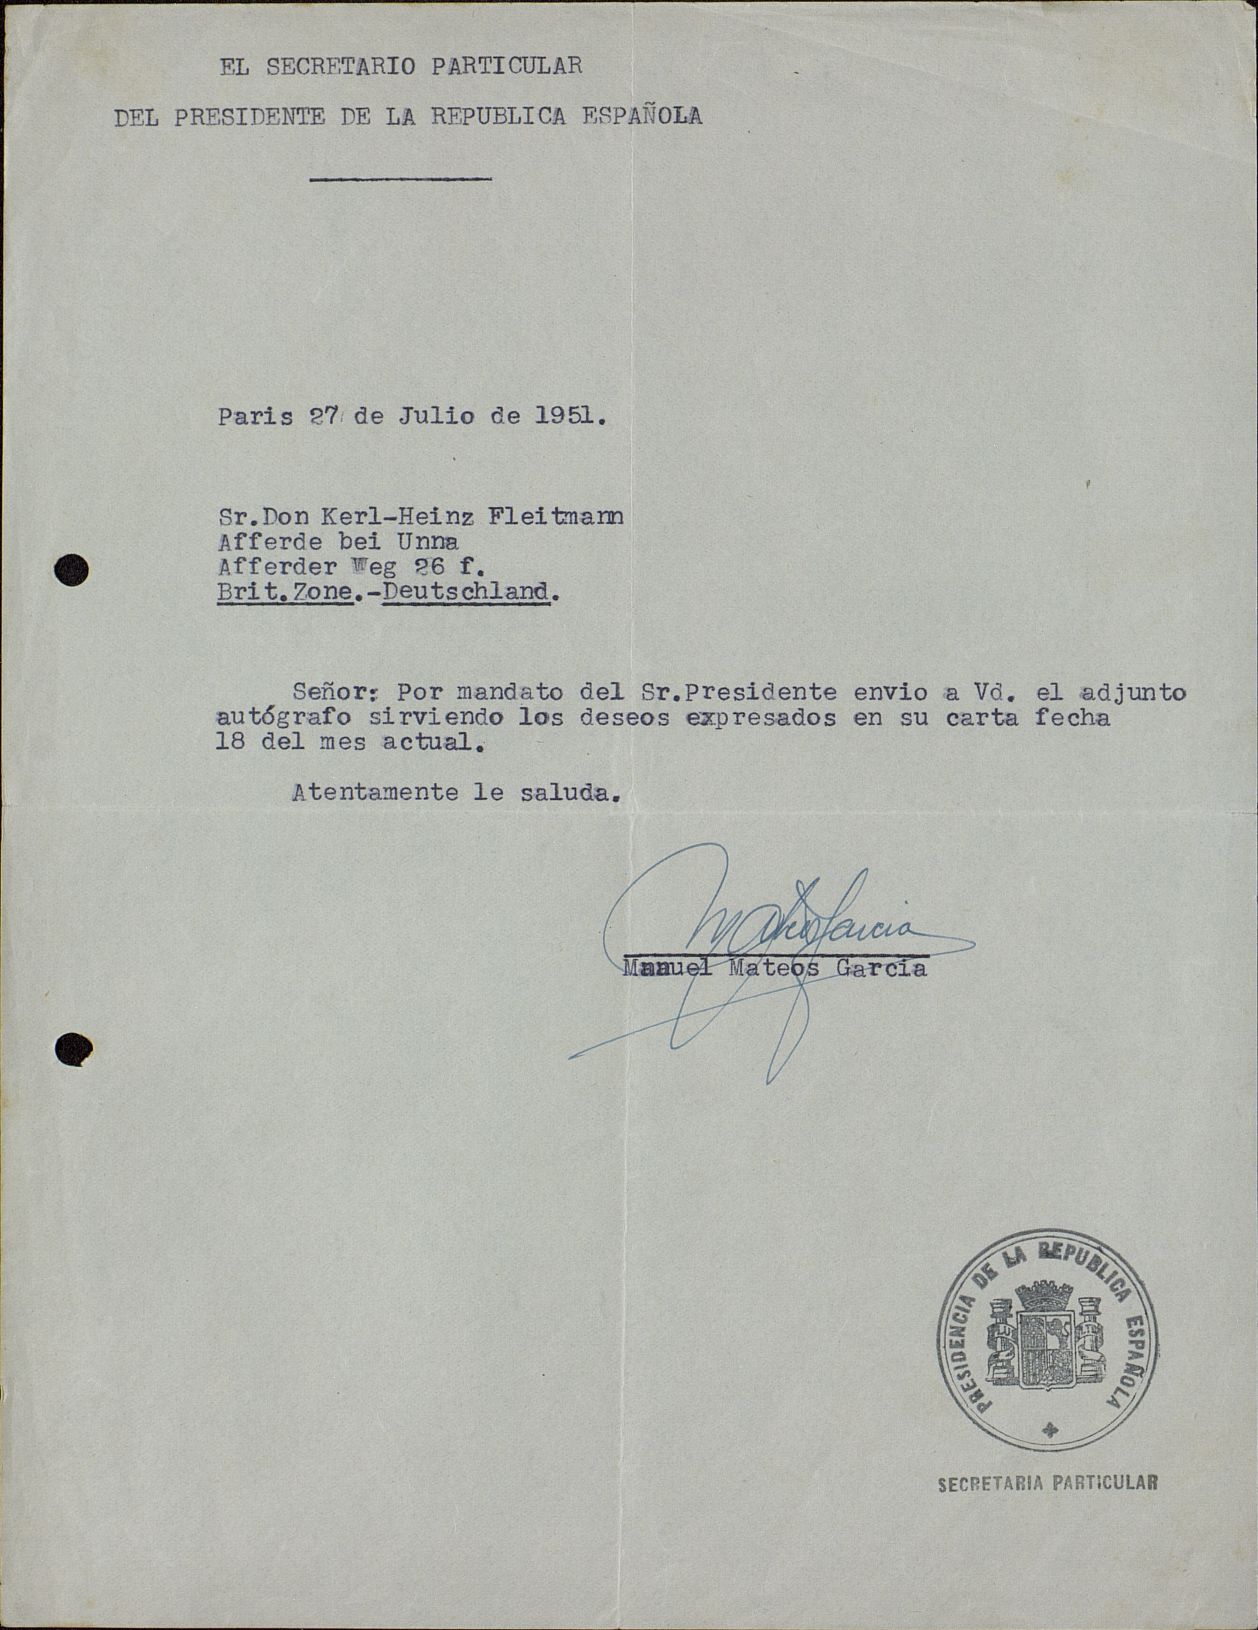 EL SECRETARIO PARTICULAR
DEL PRESIDENTE DE LA REPUBLICA ESPAÑOLA
Paris 27 de Julio de 1951.
Sr.Don Kerl-Heinz Fleitmann
Afferde bei Unna
Afferder Weg 26 f.
Brit.Zone.-Deutschland.
Señor: Por mandato del Sr.Presidente envio a Vd. el adjunto
autógrafo sirviendo los deseos expresados en su carta fecha
18 del mes actual.
Atentamente le saluda.
MateosGarcia
Manuel Mateos García
PRESIDENCIA DE LA REPUBLICA ESPAÑOLA
SECRETARIA PARTICULAR